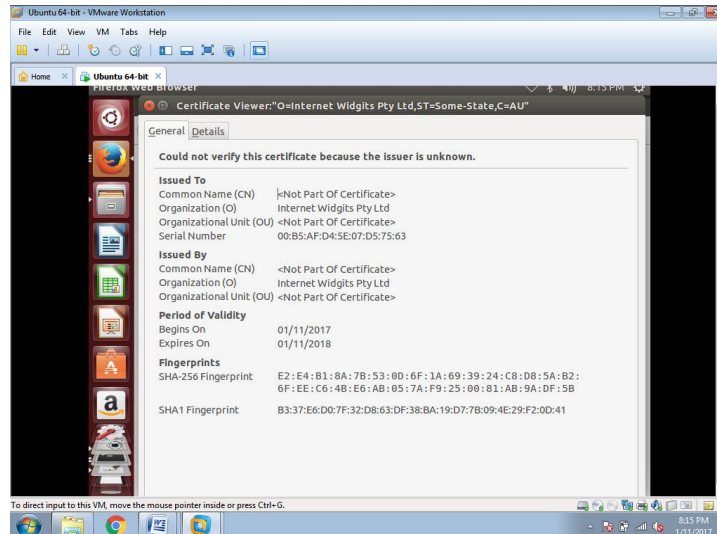 Ubuntu 64-bit - VMware Workstation
File Edit View VM Tabs Help
Home
Ubuntu 64-bit
Firefox Web Browser
8:15 PM
Certificate Viewer:"O=Internet Widgits Pty Ltd,ST=Some-State,C=AU"
General Details
Could not verify this certificate because the issuer is unknown.
Issued To
Common Name (CN) <Not Part Of Certificate>
Organization (O) Internet Widgits Pty Ltd
Organizational Unit (OU) <Not Part Of Certificate>
Serial Number 00:B5:AF:D4:5E:07:D5:75:63
Issued By
Common Name (CN) <Not Part Of Certificate>
Organization (O) Internet Widgits Pty Ltd
Organizational Unit (OU) <Not Part Of Certificate>
Period of Validity
Begins On 01/11/2017
Expires On 01/11/2018
Fingerprints
SHA-256 Fingerprint E2:E4:B1:8A:7B:53:0D:6F:1A:69:39:24:C8:D8:5A:B2:
6F:EE:C6:4B:E6:AB:05:7A:F9:25:00:81:AB:9A:DF:5B
SHA1 Fingerprint B3:37:E6:D0:7F:32:D8:63:DF:38:BA:19:D7:7B:09:4E:29:F2:0D:41
To direct input to this VM, move the mouse pointer inside or press Ctrl+G.
8:15 PM
1/11/2017